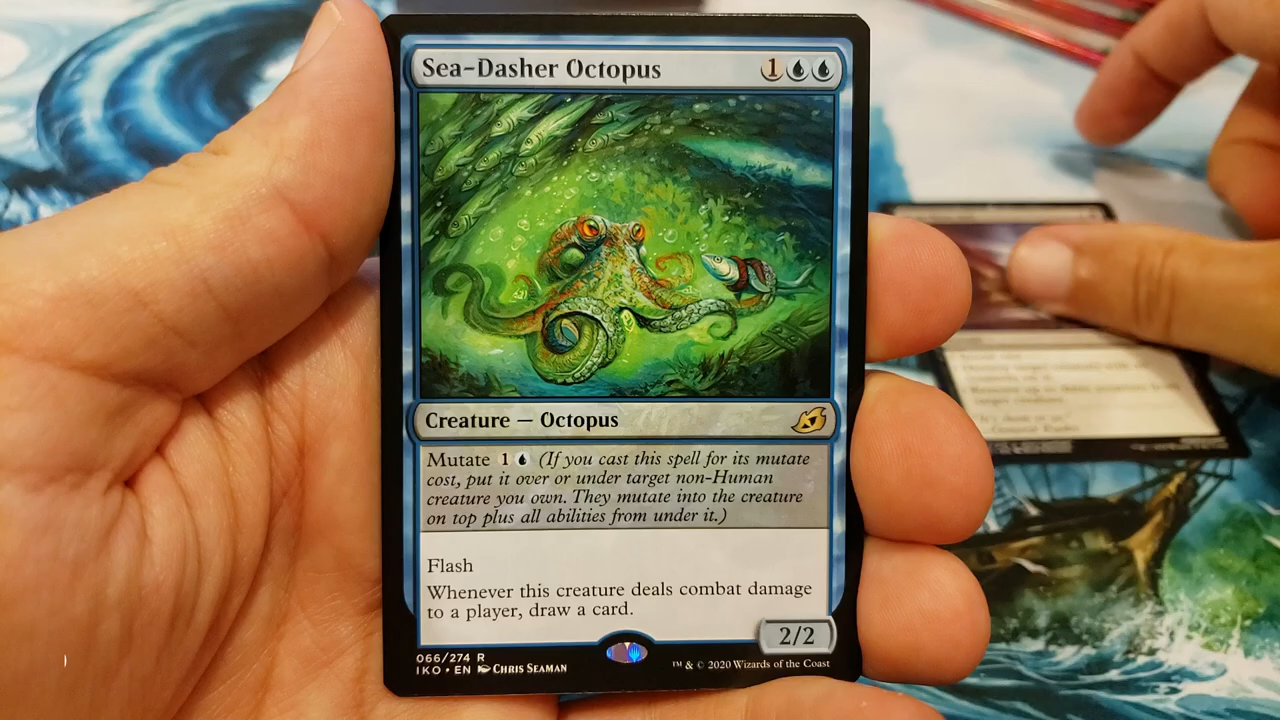 Sea-Dasher Octopus 1
Creature — Octopus
Mutate 1 (If you cast this spell for its mutate
cost, put it over or under target non-Human
creature you own. They mutate into the creature
on top plus all abilities from under it.)
Flash
Whenever this creature deals combat damage
to a player, draw a card.
2/2
066/274 R
IKO • EN Chris Seaman
™ & © 2020 Wizards of the Coast